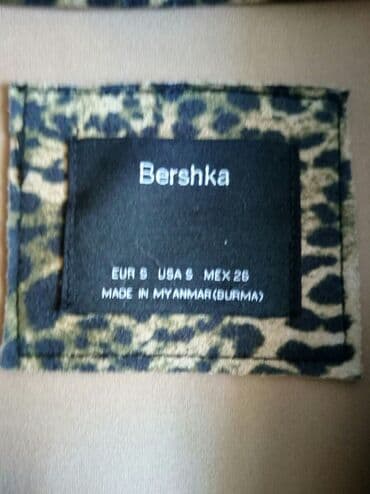 Bershka
EUR S USA S MEX 26
MADE IN MYANMAR(BURMA)